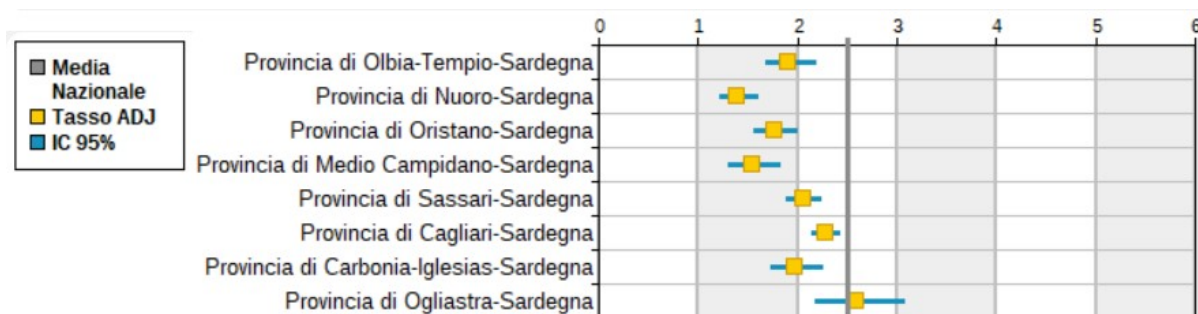 0 1 2 3 4 5 6
Media
Nazionale
Tasso ADJ
IC 95%
Provincia di Olbia-Tempio-Sardegna
Provincia di Nuoro-Sardegna
Provincia di Oristano-Sardegna
Provincia di Medio Campidano-Sardegna
Provincia di Sassari-Sardegna
Provincia di Cagliari-Sardegna
Provincia di Carbonia-Iglesias-Sardegna
Provincia di Ogliastra-Sardegna